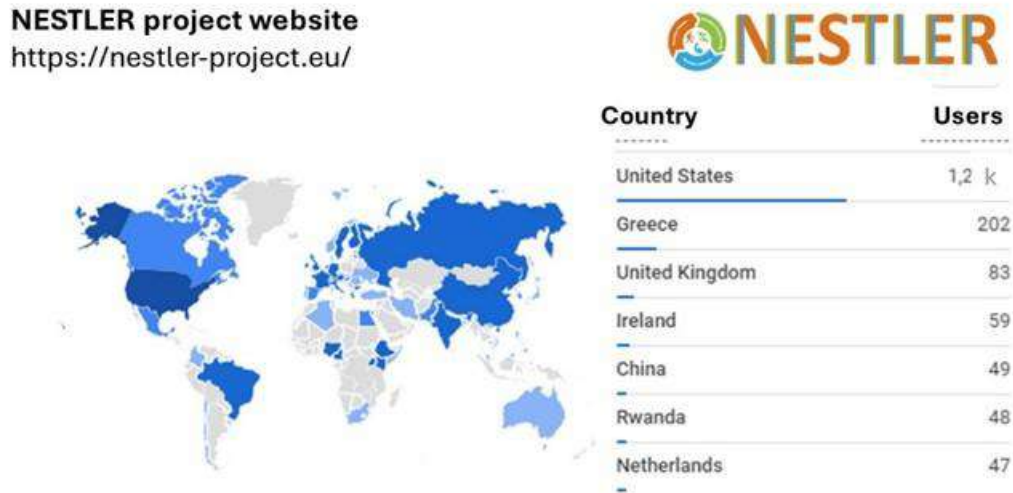 NESTLER project website
https://nestler-project.eu/
NESTLER
Country Users
United States 1,2 k
Greece 202
United Kingdom 83
Ireland 59
China 49
Rwanda 48
Netherlands 47